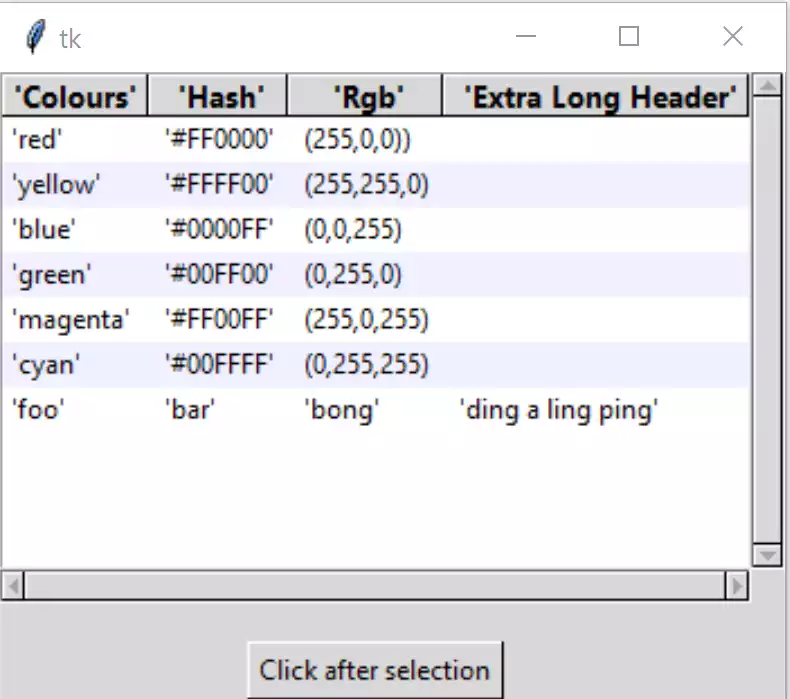 tk
'Colours' 'Hash' 'Rgb' 'Extra Long Header'
'red' '#FF0000' (255,0,0))
'yellow' '#FFFF00' (255,255,0)
'blue' '#0000FF' (0,0,255)
'green' '#00FF00' (0,255,0)
'magenta' '#FF00FF' (255,0,255)
'cyan' '#00FFFF' (0,255,255)
'foo' 'bar' 'bong' 'ding a ling ping'
Click after selection